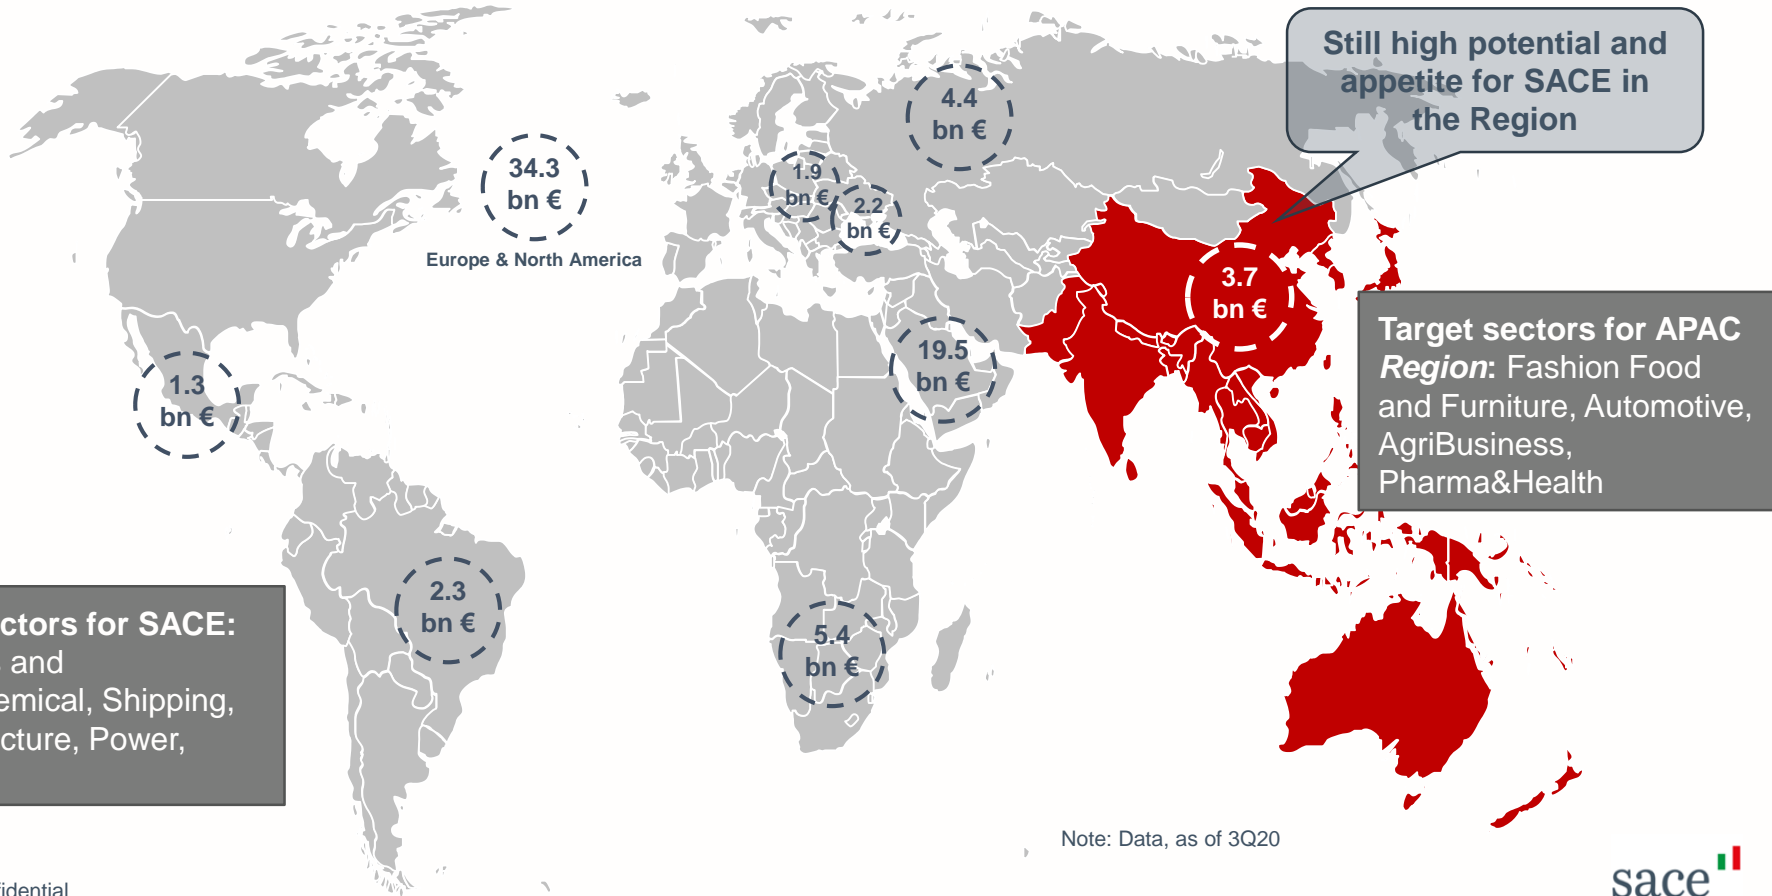 Still high potential and
appetite for SACE in
the Region
4.4
bn €
34.3
bn €
Europe & North America
1.9
bn €
2.2
bn €
3.7
bn €
19.5
bn €
1.3
bn €
Target sectors for APAC
Region: Fashion Food
and Furniture, Automotive,
AgriBusiness,
Pharma&Health
2.3
bn €
5.4
bn €
ctors for SACE:
and
emical, Shipping,
cture, Power,
Note: Data, as of 3Q20
sace
fidential